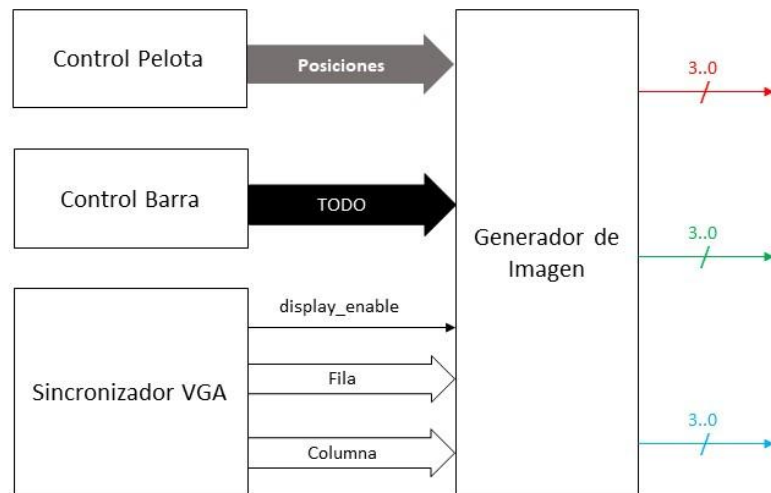 Control Pelota
Posiciones
3..0
Control Barra
TODO
Generador de
Imagen
3..0
display_enable
Fila
Sincronizador VGA
Columna
3..0